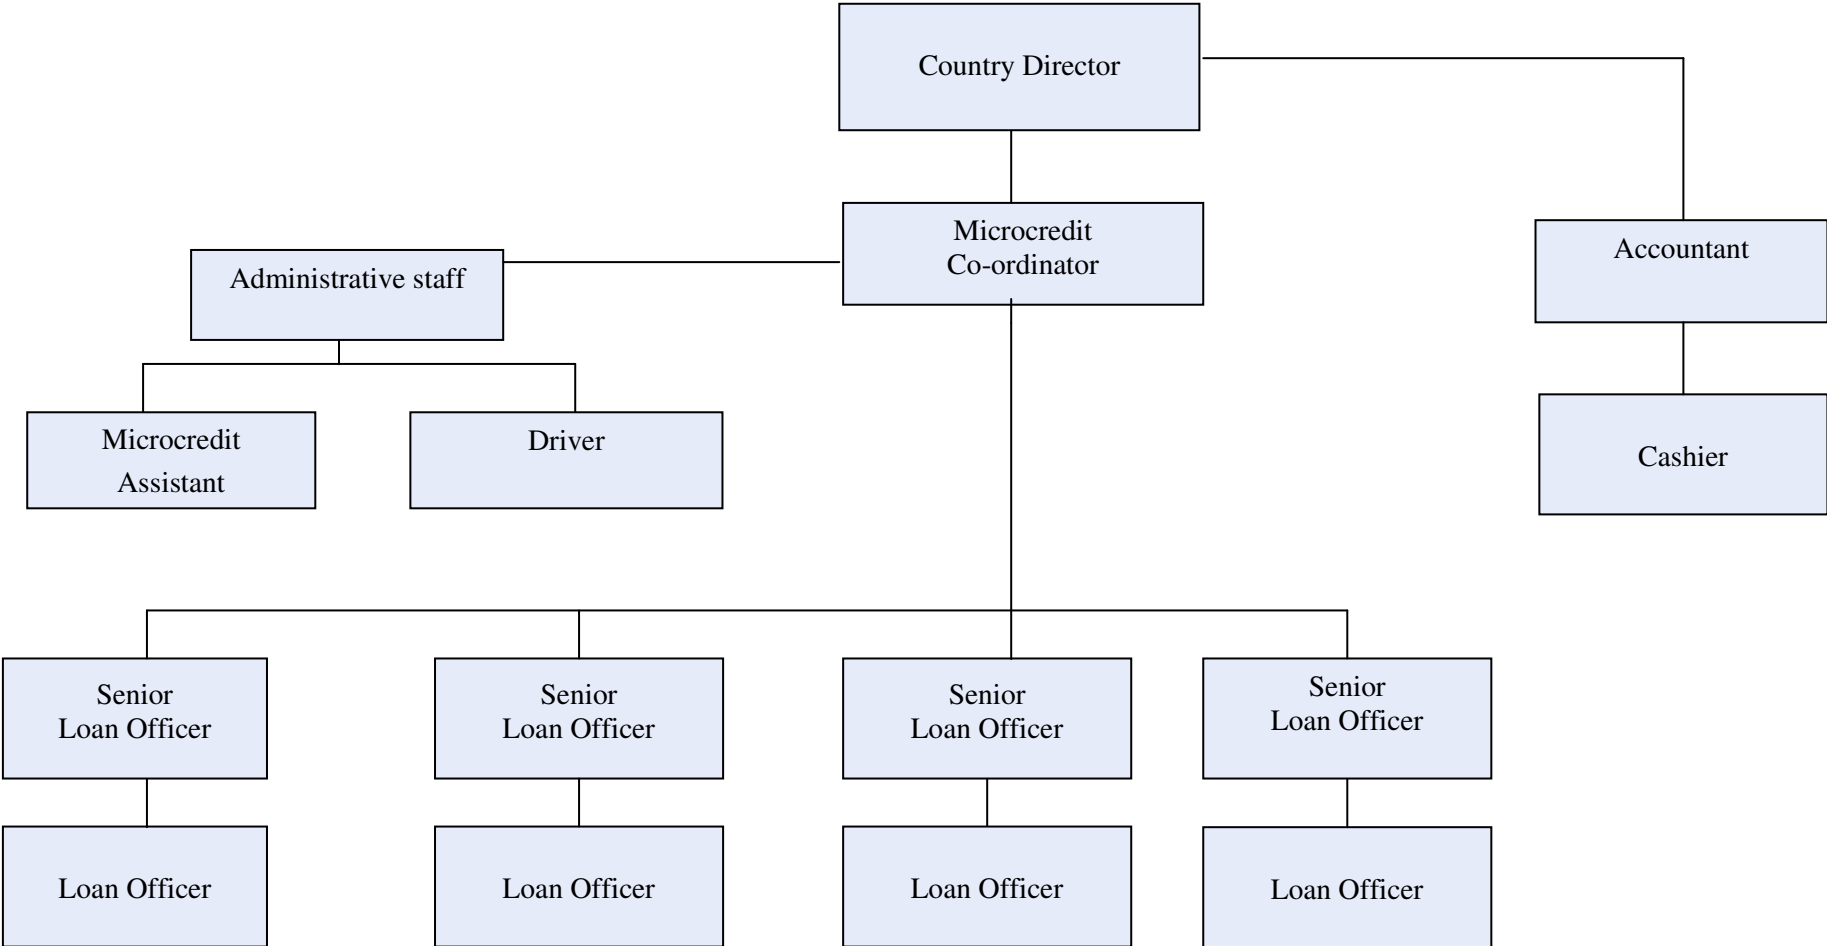 Country Director
Microcredit
Co-ordinator
Accountant
Administrative staff
Microcredit
Assistant
Driver
Cashier
Senior
Loan Officer
Senior
Loan Officer
Senior
Loan Officer
Senior
Loan Officer
Loan Officer
Loan Officer
Loan Officer
Loan Officer